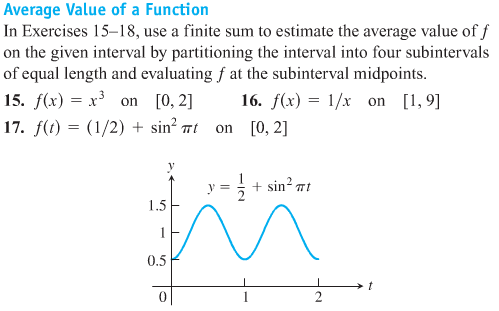 Average Value of a Function
In Exercises 15–18, use a finite sum to estimate the average value of f
on the given interval by partitioning the interval into four subintervals
of equal length and evaluating f at the subinterval midpoints.
15. f(x) = x³ on [0, 2] 16. f(x) = 1/x on [1, 9]
17. f(t) = (1/2) + sin² πt on [0, 2]
y
y = 1/2 + sin² πt
1.5
1
0.5
0 1 2 t